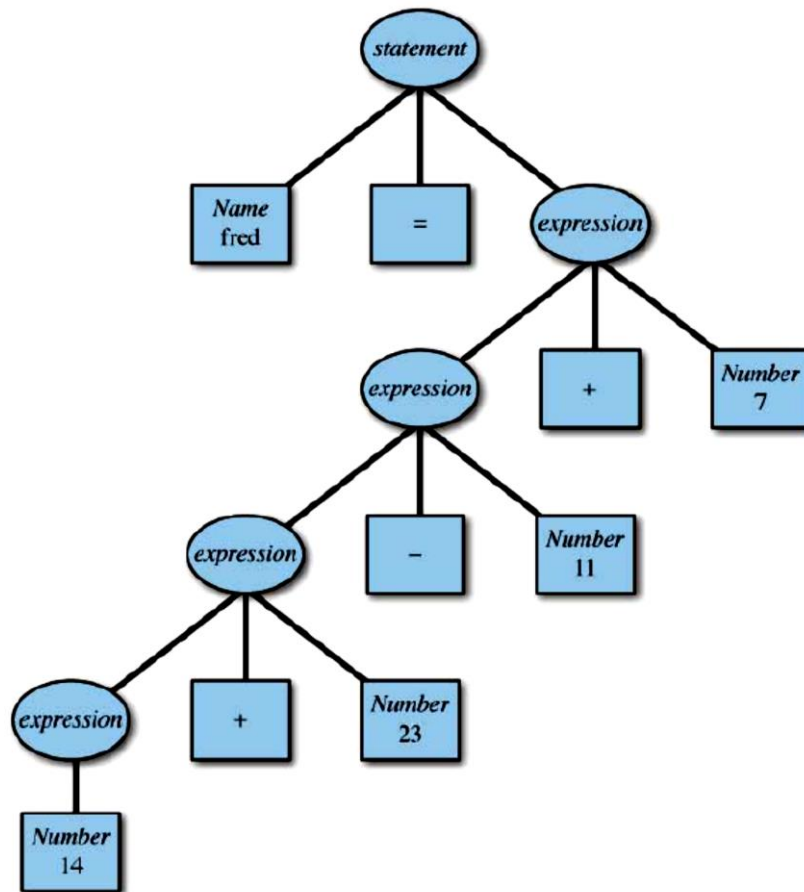 statement
Name
fred
=
expression
expression
+
Number
7
expression
−
Number
11
expression
+
Number
23
Number
14